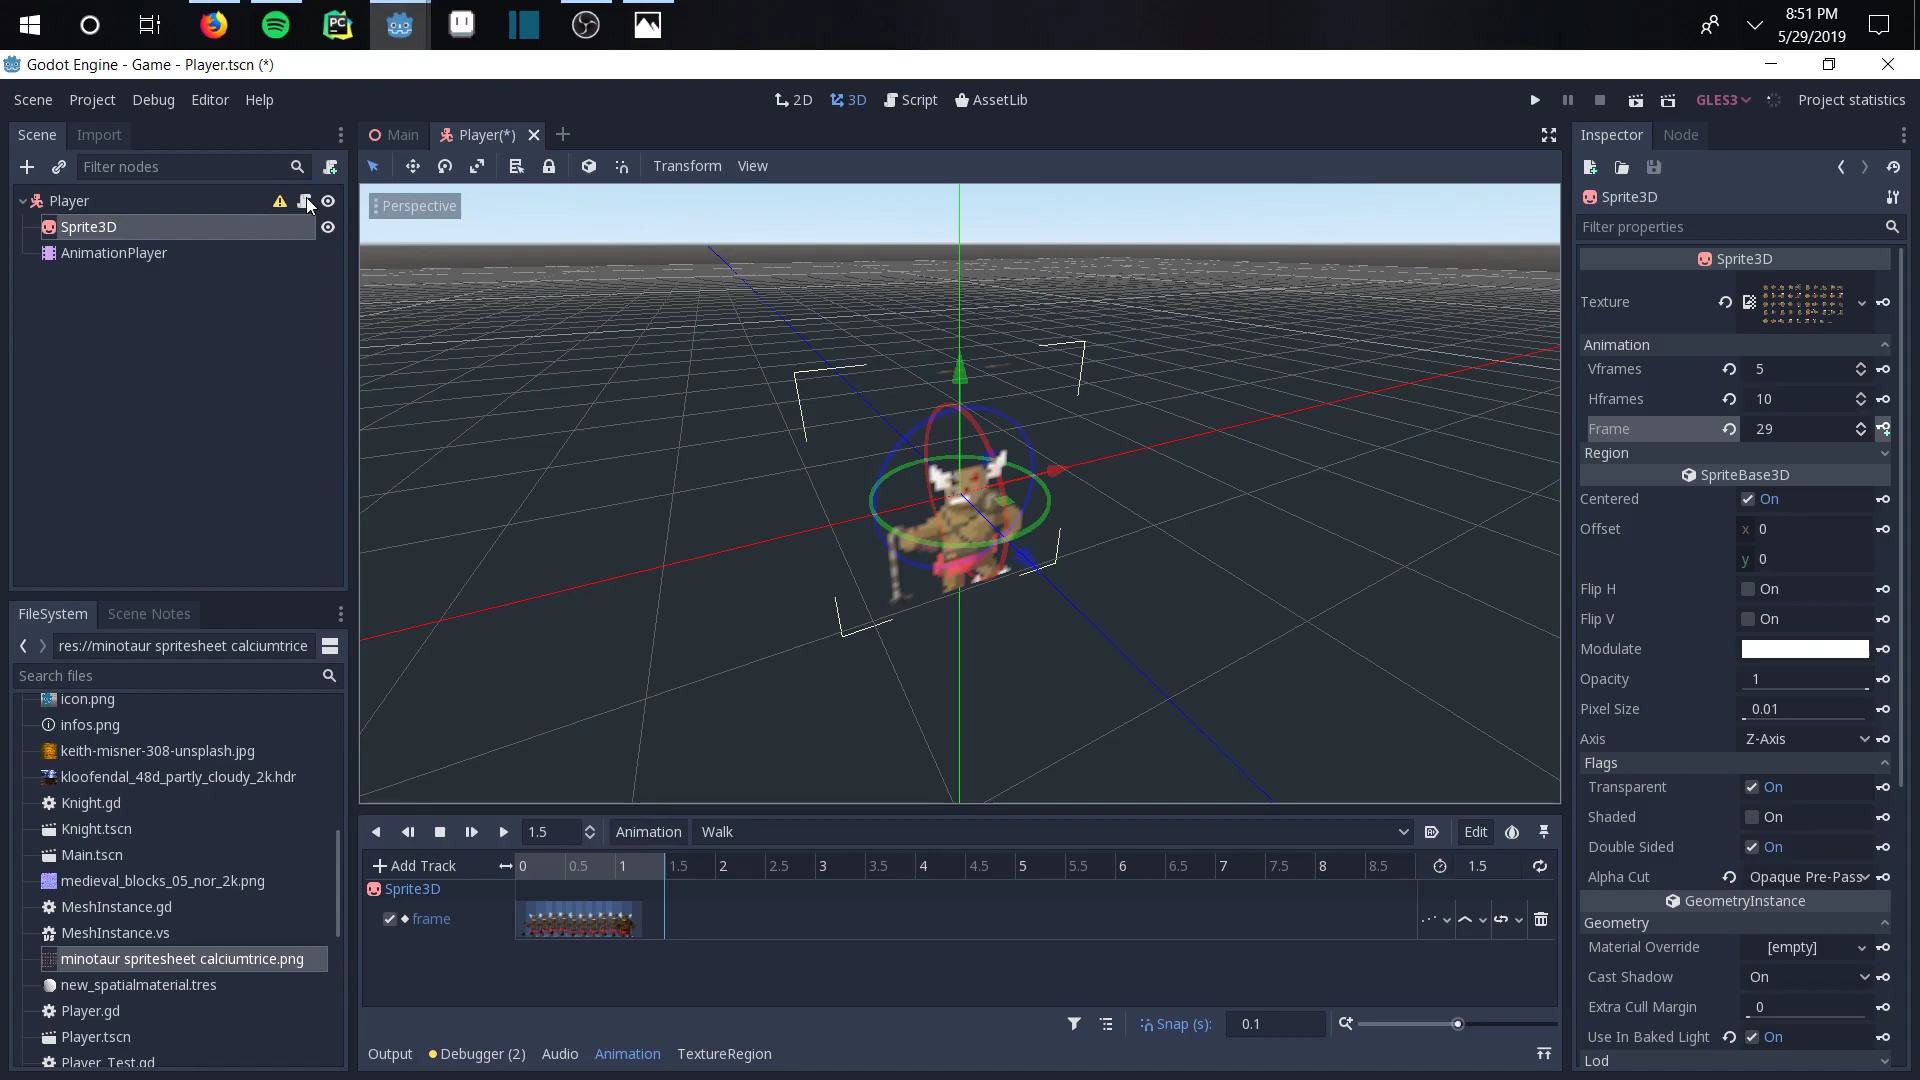 PC
8:51 PM
5/29/2019
Godot Engine - Game - Player.tscn (*)
Scene Project Debug Editor Help
2D 3D Script AssetLib
GLES3 Project statistics
Scene Import
Main Player(*)
Inspector Node
Filter nodes
Transform View
Player
Sprite3D
AnimationPlayer
Perspective
Sprite3D
Filter properties
Sprite3D
Texture
Animation
Vframes 5
Hframes 10
Frame 29
Region
SpriteBase3D
Centered On
Offset x 0
y 0
Flip H On
Flip V On
Modulate
Opacity 1
Pixel Size 0.01
Axis Z-Axis
Flags
Transparent On
Shaded On
Double Sided On
Alpha Cut Opaque Pre-Pass
GeometryInstance
Geometry
Material Override [empty]
Cast Shadow On
Extra Cull Margin 0
Use In Baked Light On
Lod
FileSystem Scene Notes
res://minotaur spritesheet calciumtrice
Search files
icon.png
infos.png
keith-misner-308-unsplash.jpg
kloofendal_48d_partly_cloudy_2k.hdr
Knight.gd
Knight.tscn
Main.tscn
medieval_blocks_05_nor_2k.png
MeshInstance.gd
MeshInstance.vs
minotaur spritesheet calciumtrice.png
new_spatialmaterial.tres
Player.gd
Player.tscn
Player_Test.gd
1.5 Animation Walk Edit
Add Track 0 0.5 1 1.5 2 2.5 3 3.5 4 4.5 5 5.5 6 6.5 7 7.5 8 8.5 1.5
Sprite3D
frame
Snap (s): 0.1
Output Debugger (2) Audio Animation TextureRegion